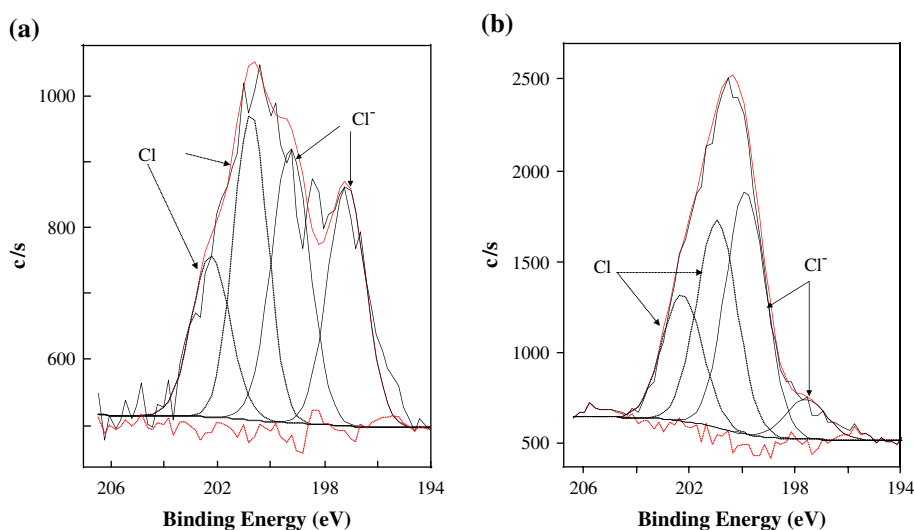 (a)
1000
800
600
c/s
Cl
Cl⁻
206
202
198
194
Binding Energy (eV)
(b)
2500
2000
1500
1000
500
c/s
Cl
Cl⁻
206
202
198
194
Binding Energy (eV)